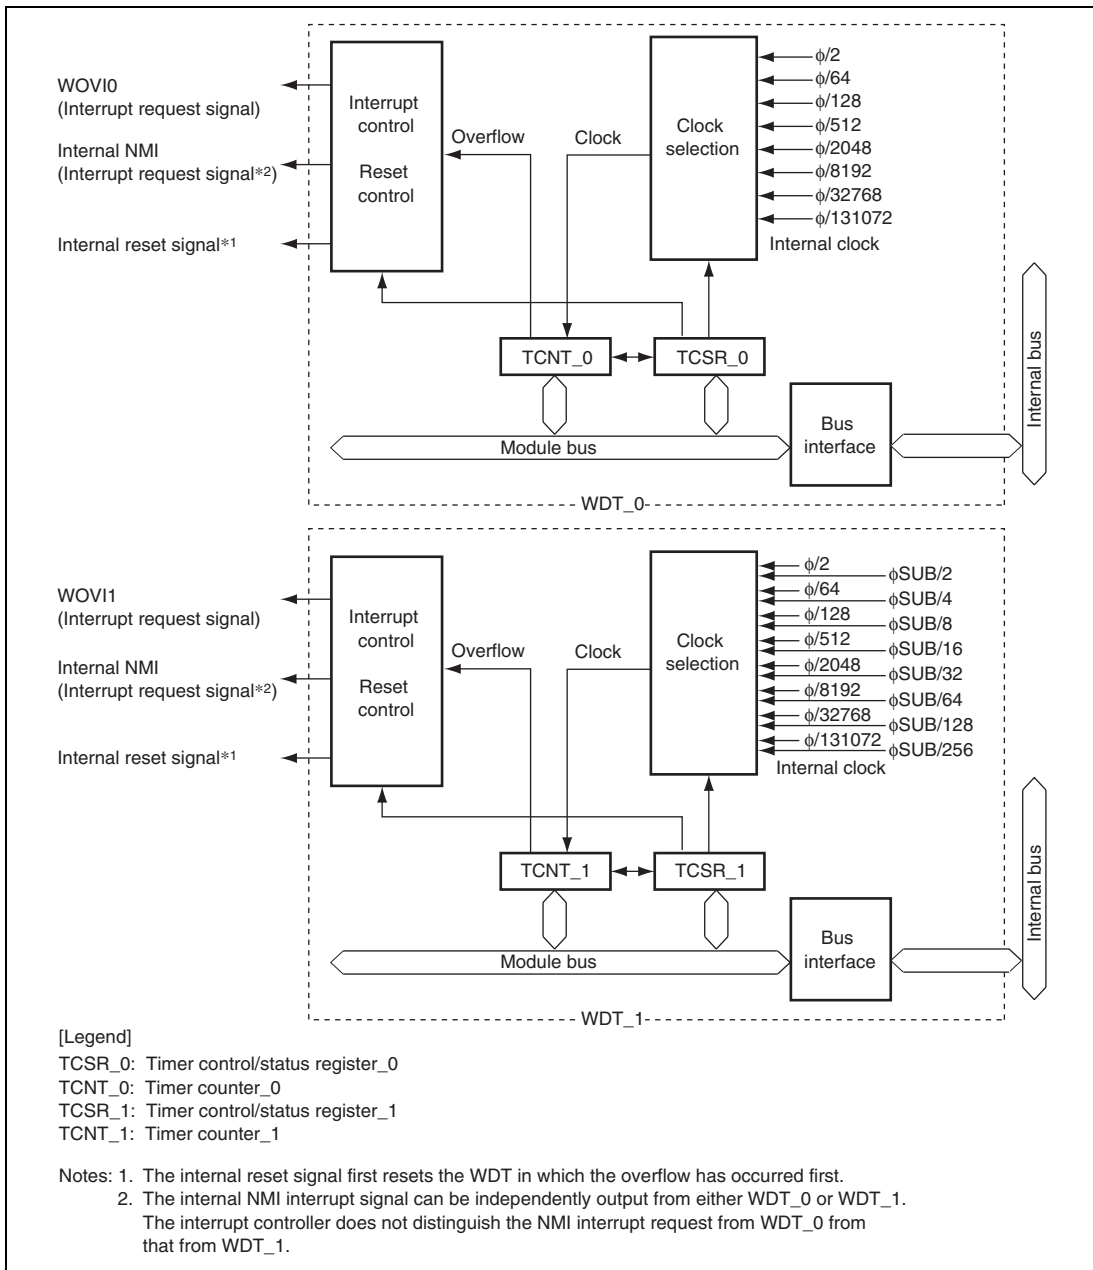 WOVI0
(Interrupt request signal)
Internal NMI
(Interrupt request signal*2)
Internal reset signal*1
Interrupt
control
Reset
control
Overflow
Clock
Clock
selection
ϕ/2
ϕ/64
ϕ/128
ϕ/512
ϕ/2048
ϕ/8192
ϕ/32768
ϕ/131072
Internal clock
TCNT_0
TCSR_0
Module bus
Bus
interface
Internal bus
WDT_0
WOVI1
(Interrupt request signal)
Internal NMI
(Interrupt request signal*2)
Internal reset signal*1
Interrupt
control
Reset
control
Overflow
Clock
Clock
selection
ϕ/2
ϕSUB/2
ϕ/64
ϕSUB/4
ϕ/128
ϕSUB/8
ϕ/512
ϕSUB/16
ϕ/2048
ϕSUB/32
ϕ/8192
ϕSUB/64
ϕ/32768
ϕSUB/128
ϕ/131072
ϕSUB/256
Internal clock
TCNT_1
TCSR_1
Module bus
Bus
interface
Internal bus
WDT_1
[Legend]
TCSR_0: Timer control/status register_0
TCNT_0: Timer counter_0
TCSR_1: Timer control/status register_1
TCNT_1: Timer counter_1
Notes: 1. The internal reset signal first resets the WDT in which the overflow has occurred first.
2. The internal NMI interrupt signal can be independently output from either WDT_0 or WDT_1.
The interrupt controller does not distinguish the NMI interrupt request from WDT_0 from
that from WDT_1.